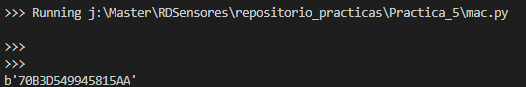 >>> Running j:\Master\RDSensores\repositorio_practicas\Practica_5\mac.py
>>>
>>>
b'70B3D549945815AA'